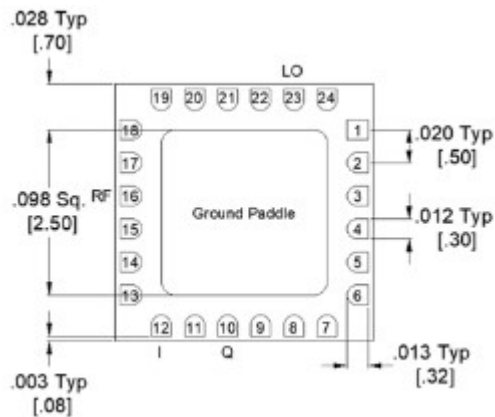 .028 Typ
[.70]
LO
19 20 21 22 23 24
18
17
16
15
14
13
1
2
3
4
5
6
.098 Sq.
[2.50]
RF
Ground Paddle
.020 Typ
[.50]
.012 Typ
[.30]
12 11 10 9 8 7
I Q
.013 Typ
[.32]
.003 Typ
[.08]